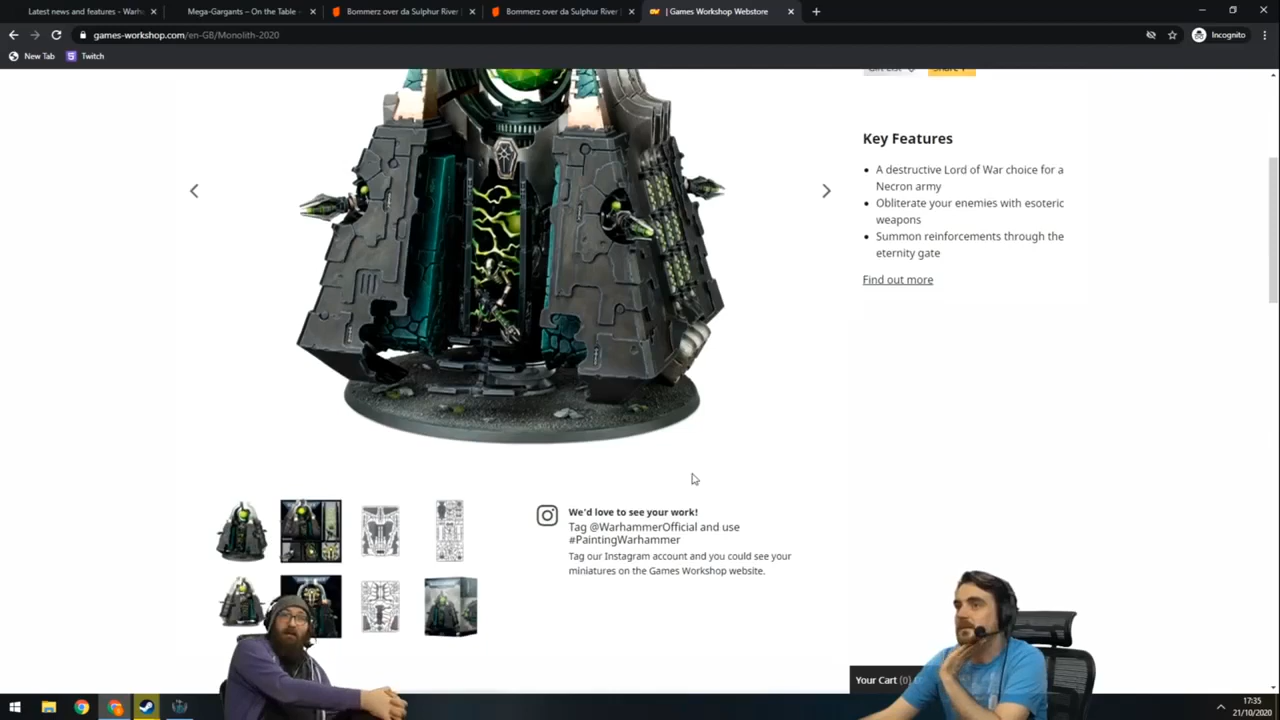 Latest news and features - Warh
Mega-Gargants – On the Table -
Bommerz over da Sulphur River
Bommerz over da Sulphur River
| Games Workshop Webstore
games-workshop.com/en-GB/Monolith-2020
Incognito
New Tab
Twitch
Key Features
A destructive Lord of War choice for a
Necron army
Obliterate your enemies with esoteric
weapons
Summon reinforcements through the
eternity gate
Find out more
We'd love to see your work!
Tag @WarhammerOfficial and use
#PaintingWarhammer
Tag our Instagram account and you could see your
miniatures on the Games Workshop website.
Your Cart (0)
17:35
21/10/2020